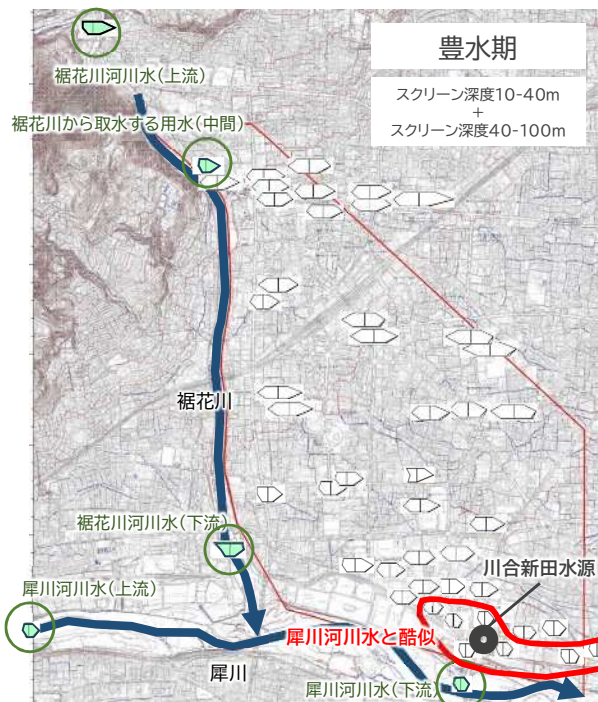 豊水期
スクリーン深度10-40m
+
スクリーン深度40-100m
裾花川河川水(上流)
裾花川から取水する用水(中間)
裾花川
裾花川河川水(下流)
犀川河川水(上流)
川合新田水源
犀川河川水と酷似
犀川
犀川河川水(下流)